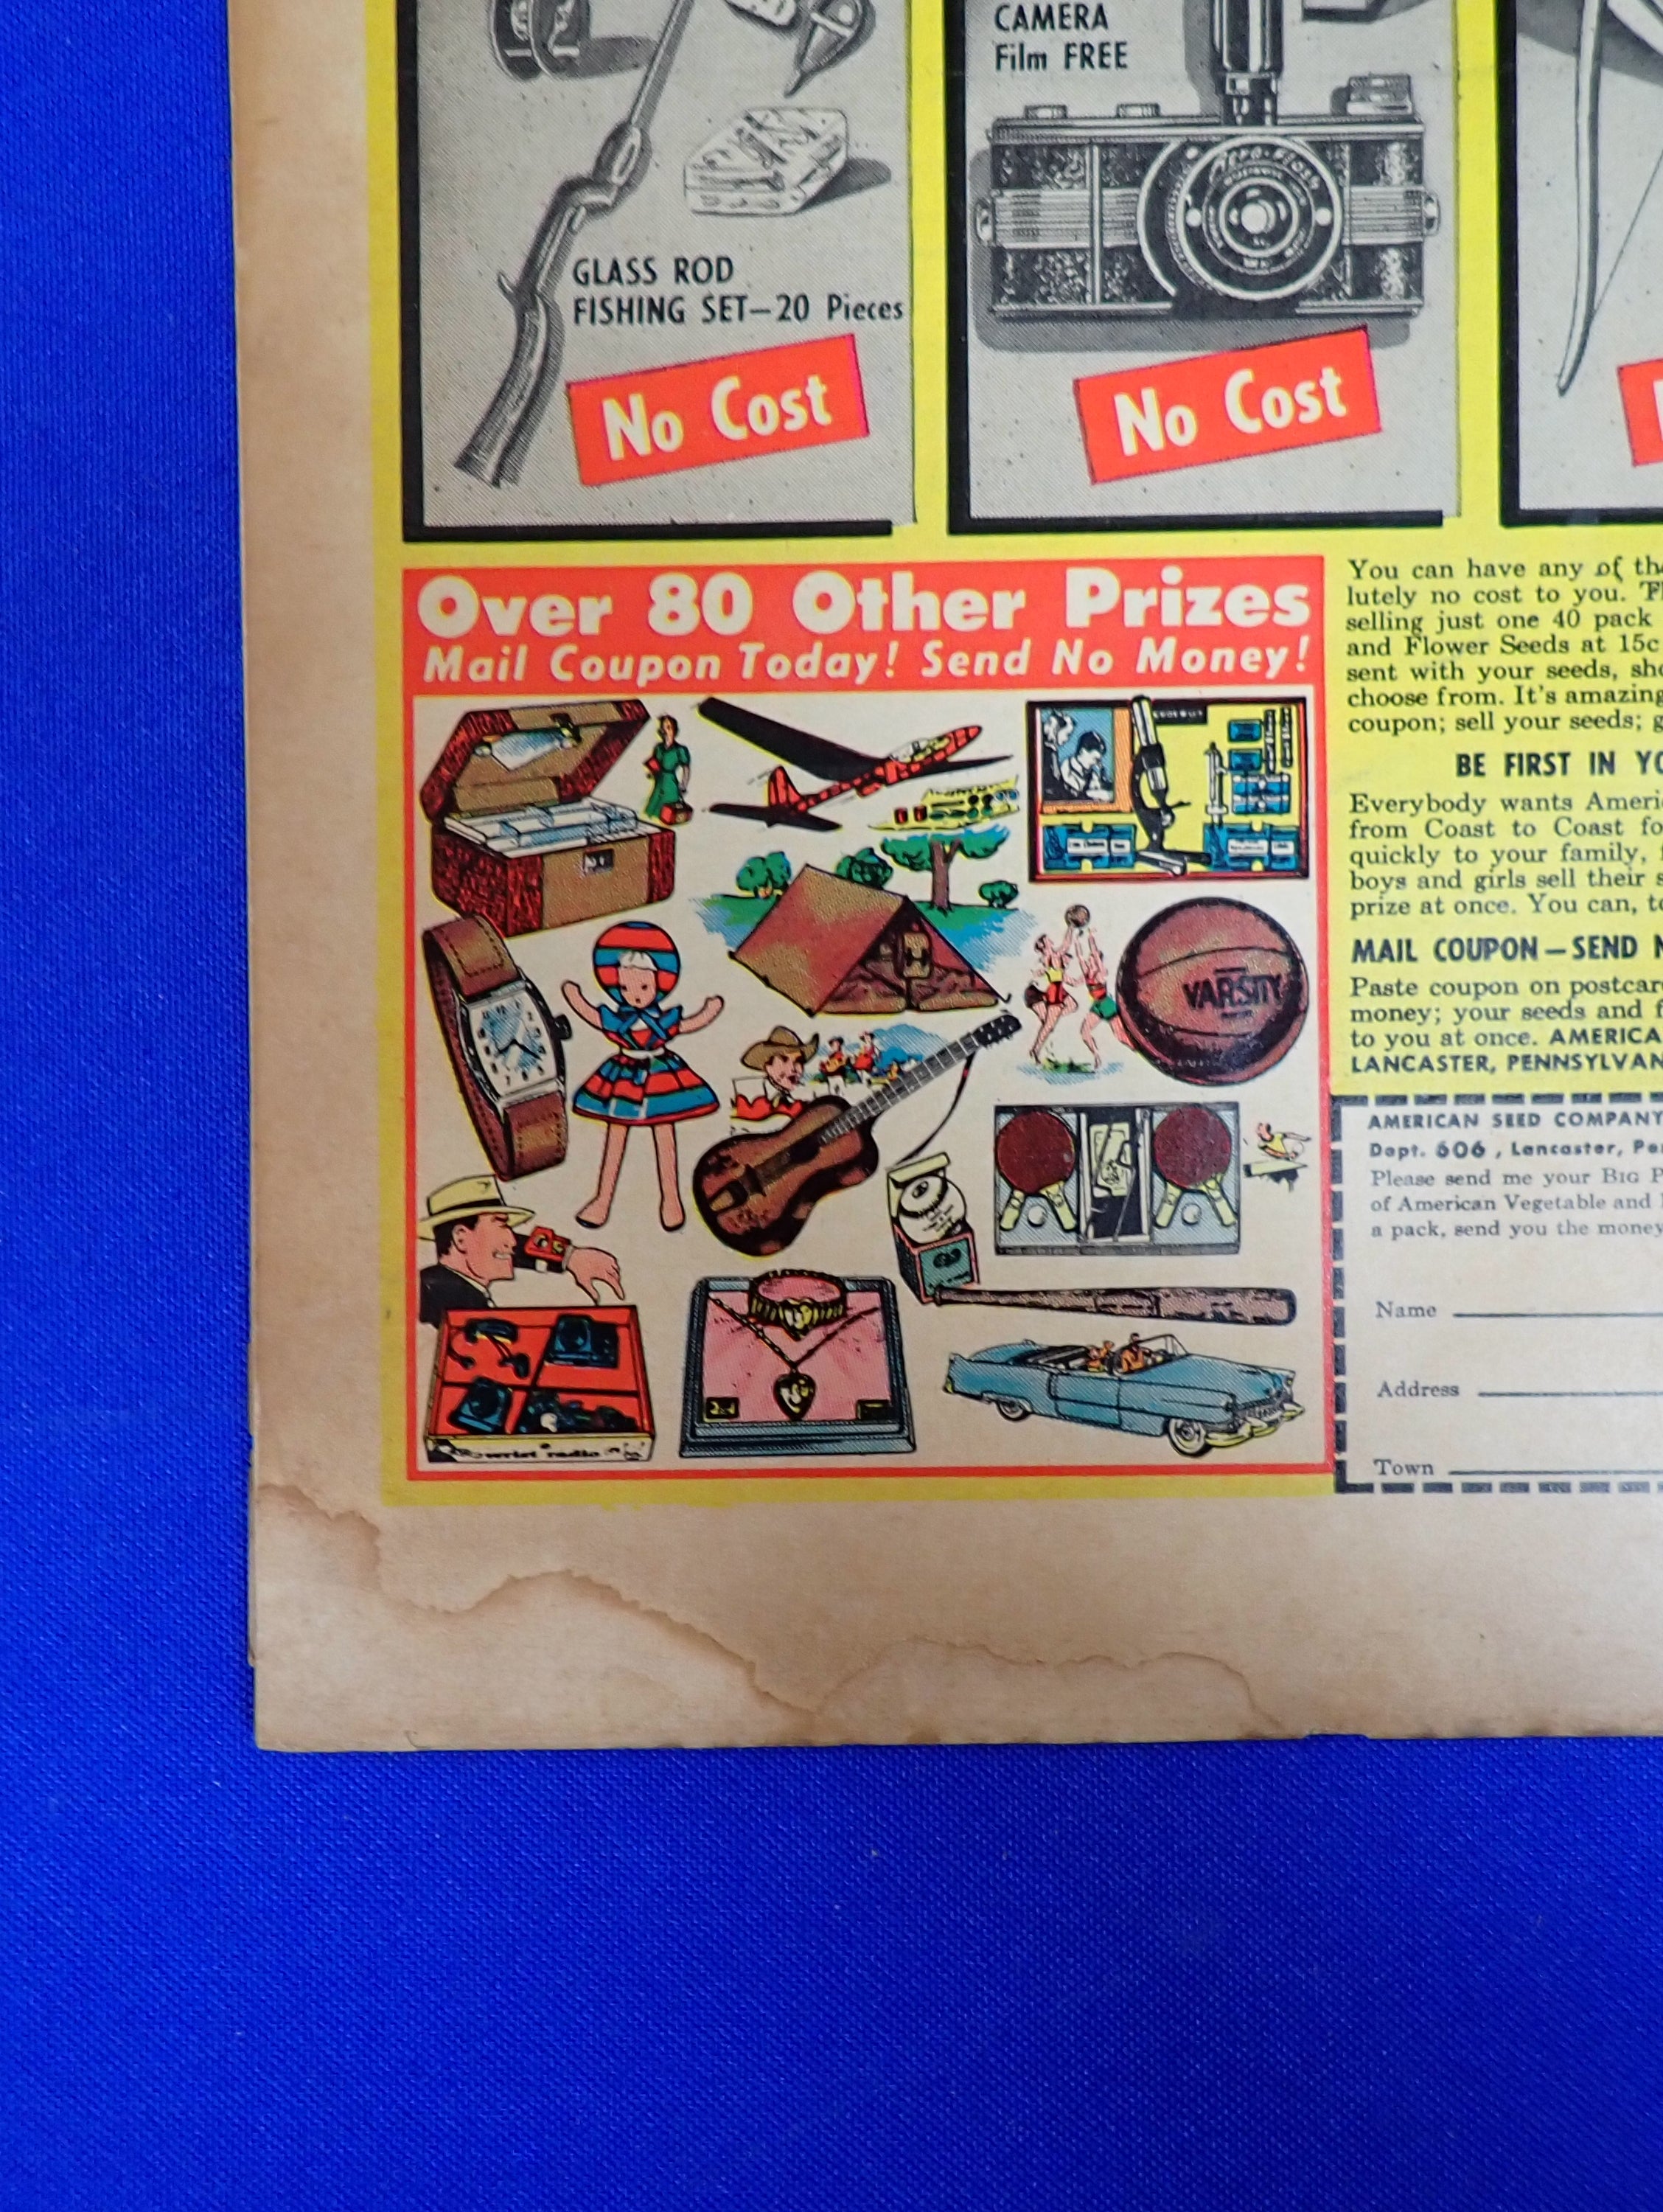 GLASS ROD
FISHING SET—20 Pieces
No Cost
CAMERA
Film FREE
No Cost
Over 80 Other Prizes
Mail Coupon Today! Send No Money!
VARSITY
wrist radio
You can have any of
lutely no cost to you.
selling just one 40 pack
and Flower Seeds at 15c
sent with your seeds,
choose from. It's amazing
coupon; sell your seeds;
BE FIRST IN
Everybody wants
from Coast to Coast
quickly to your family,
boys and girls sell their
prize at once. You can,
MAIL COUPON—SEND
Paste coupon on
money; your seeds and
to you at once. AMERICA
LANCASTER,
AMERICAN SEED COMPANY
Dept. 606, Lancaster,
Please send me your BIG
of American Vegetable and
a pack, send you the money
Name
Address
Town